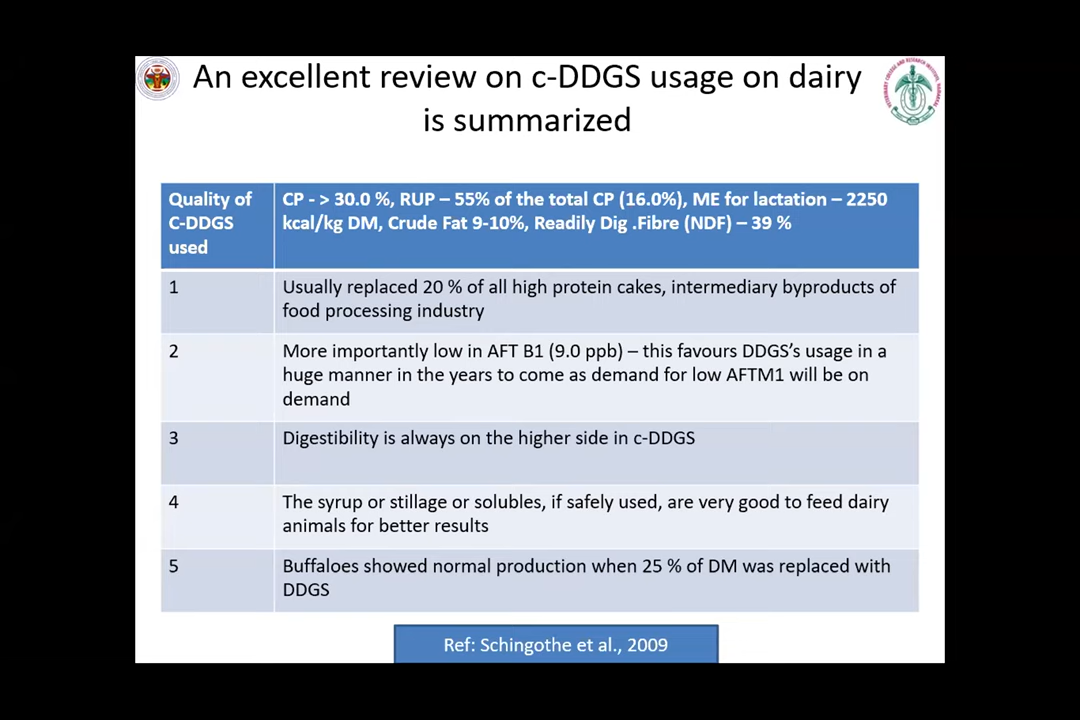 An excellent review on c-DDGS usage on dairy
is summarized
Quality of
C-DDGS
used
CP - > 30.0 %, RUP – 55% of the total CP (16.0%), ME for lactation – 2250
kcal/kg DM, Crude Fat 9-10%, Readily Dig .Fibre (NDF) – 39 %
1
Usually replaced 20 % of all high protein cakes, intermediary byproducts of
food processing industry
2
More importantly low in AFT B1 (9.0 ppb) – this favours DDGS’s usage in a
huge manner in the years to come as demand for low AFTM1 will be on
demand
3
Digestibility is always on the higher side in c-DDGS
4
The syrup or stillage or solubles, if safely used, are very good to feed dairy
animals for better results
5
Buffaloes showed normal production when 25 % of DM was replaced with
DDGS
Ref: Schingothe et al., 2009